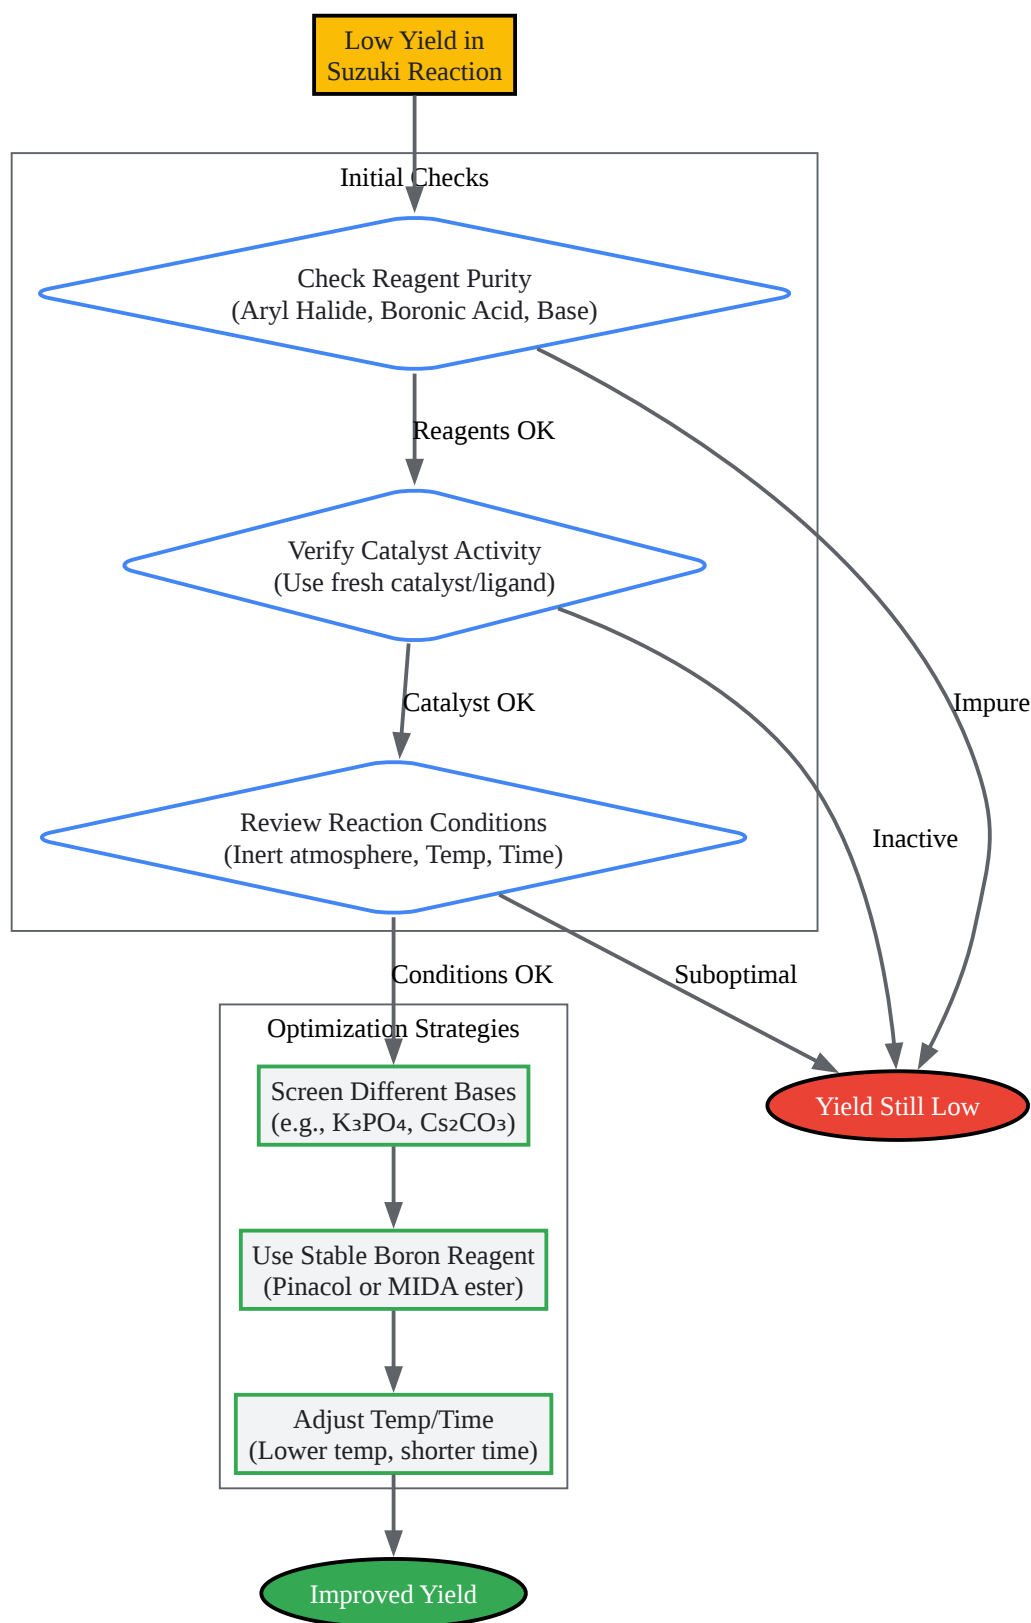 Low Yield in
Suzuki Reaction
Initial Checks
Check Reagent Purity
(Aryl Halide, Boronic Acid, Base)
Reagents OK
Verify Catalyst Activity
(Use fresh catalyst/ligand)
Catalyst OK
Impure
Review Reaction Conditions
(Inert atmosphere, Temp, Time)
Inactive
Conditions OK
Suboptimal
Optimization Strategies
Screen Different Bases
(e.g., K₃PO₄, Cs₂CO₃)
Yield Still Low
Use Stable Boron Reagent
(Pinacol or MIDA ester)
Adjust Temp/Time
(Lower temp, shorter time)
Improved Yield